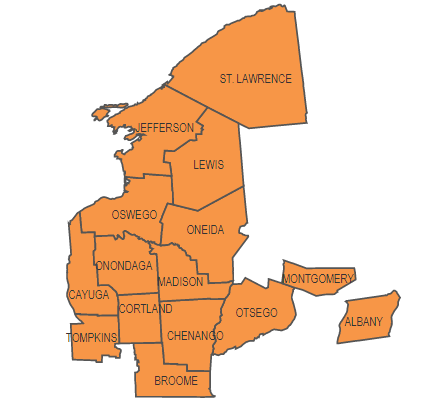 ST. LAWRENCE
JEFFERSON
LEWIS
OSWEGO
ONEIDA
ONONDAGA
MADISON
MONTGOMERY
CAYUGA
CORTLAND
OTSEGO
ALBANY
TOMPKINS
CHENANGO
BROOME